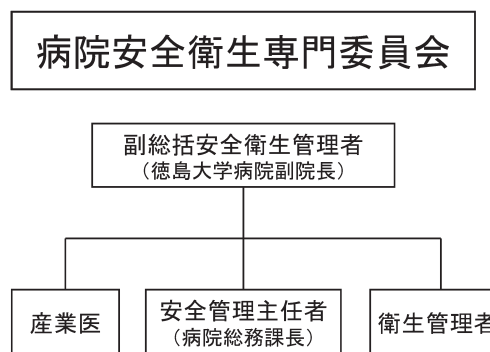 病院安全衛生専門委員会
副総括安全衛生管理者
（徳島大学病院副院長）
産業医
安全管理主任者
（病院総務課長）
衛生管理者